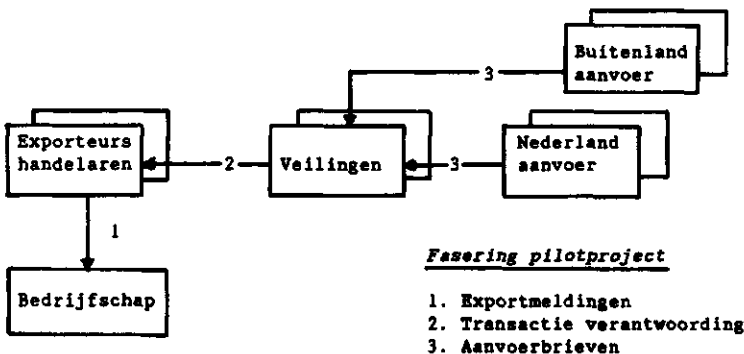 Buitenland
aanvoer
3
Exporteurs
handelaren
2
Veilingen
3
Nederland
aanvoer
1
Bedrijfschap
Fasering pilotproject
1. Exportmeldingen
2. Transactie verantwoording
3. Aanvoerbrieven